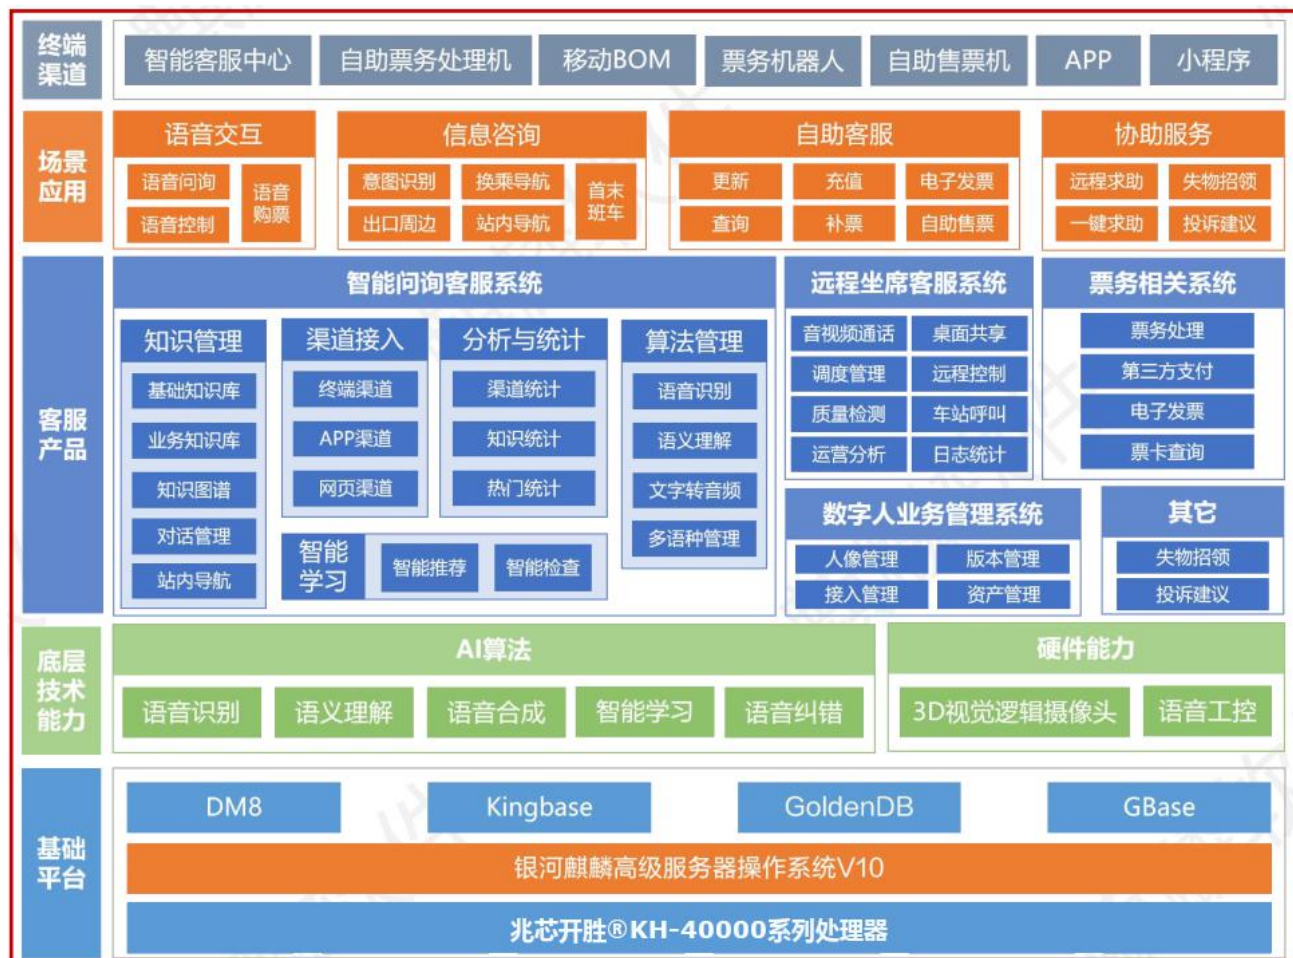 终端
渠道
智能客服中心
自助票务处理机
移动BOM
票务机器人
自助售票机
APP
小程序
场景
应用
语音交互
语音问询
语音控制
语音
购票
信息咨询
意图识别
换乘导航
出口周边
站内导航
首末
班车
自助客服
更新
充值
电子发票
查询
补票
自助售票
协助服务
远程求助
失物招领
一键求助
投诉建议
客服
产品
智能问询客服系统
知识管理
基础知识库
业务知识库
知识图谱
对话管理
站内导航
渠道接入
终端渠道
APP渠道
网页渠道
分析与统计
渠道统计
知识统计
热门统计
算法管理
语音识别
语义理解
文字转音频
多语种管理
智能
学习
智能推荐
智能检查
远程坐席客服系统
音视频通话
桌面共享
调度管理
远程控制
质量检测
车站呼叫
运营分析
日志统计
票务相关系统
票务处理
第三方支付
电子发票
票卡查询
数字人业务管理系统
人像管理
版本管理
接入管理
资产管理
其它
失物招领
投诉建议
底层
技术
能力
AI算法
语音识别
语义理解
语音合成
智能学习
语音纠错
硬件能力
3D视觉逻辑摄像头
语音工控
基础
平台
DM8
Kingbase
GoldenDB
GBase
银河麒麟高级服务器操作系统V10
兆芯开胜®KH-40000系列处理器